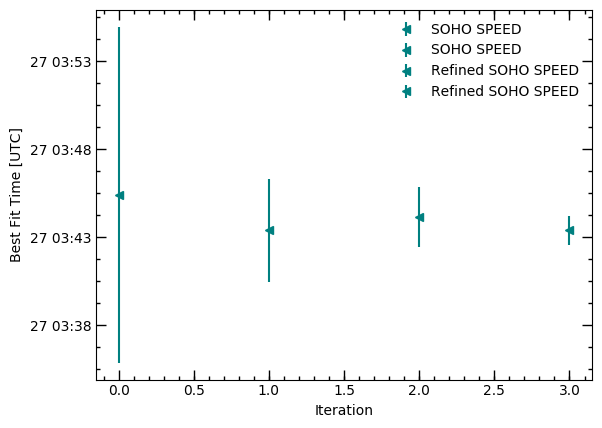 SOHO SPEED
SOHO SPEED
Refined SOHO SPEED
Refined SOHO SPEED
Best Fit Time [UTC]
27 03:53
27 03:48
27 03:43
27 03:38
0.0 0.5 1.0 1.5 2.0 2.5 3.0
Iteration